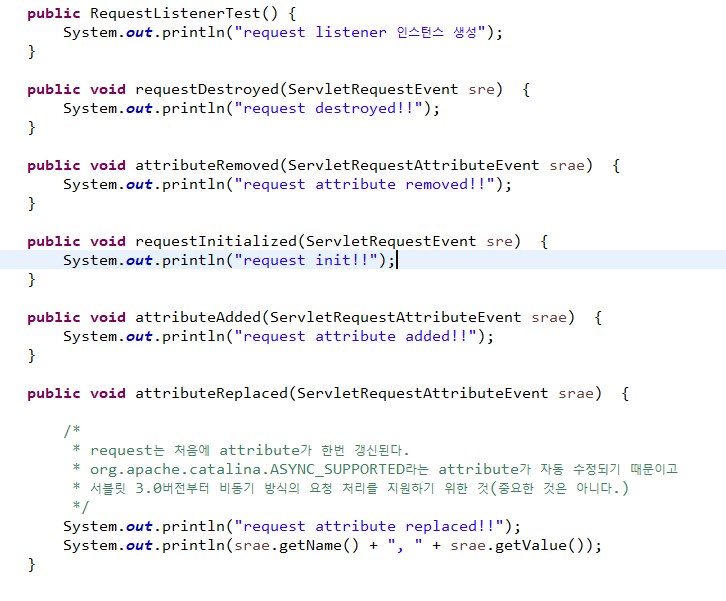 public RequestListenerTest() {
System.out.println("request listener 인스턴스 생성");
}
public void requestDestroyed(ServletRequestEvent sre)  {
System.out.println("request destroyed!!");
}
public void attributeRemoved(ServletRequestAttributeEvent srae)  {
System.out.println("request attribute removed!!");
}
public void requestInitialized(ServletRequestEvent sre)  {
System.out.println("request init!!");
}
public void attributeAdded(ServletRequestAttributeEvent srae)  {
System.out.println("request attribute added!!");
}
public void attributeReplaced(ServletRequestAttributeEvent srae)  {
/*
* request는 처음에 attribute가 한번 갱신된다.
* org.apache.catalina.ASYNC_SUPPORTED라는 attribute가 자동 수정되기 때문이고
* 서블릿 3.0버전부터 비동기 방식의 요청 처리를 지원하기 위한 것(중요한 것은 아니다.)
*/
System.out.println("request attribute replaced!!");
System.out.println(srae.getName() + ", " + srae.getValue());
}